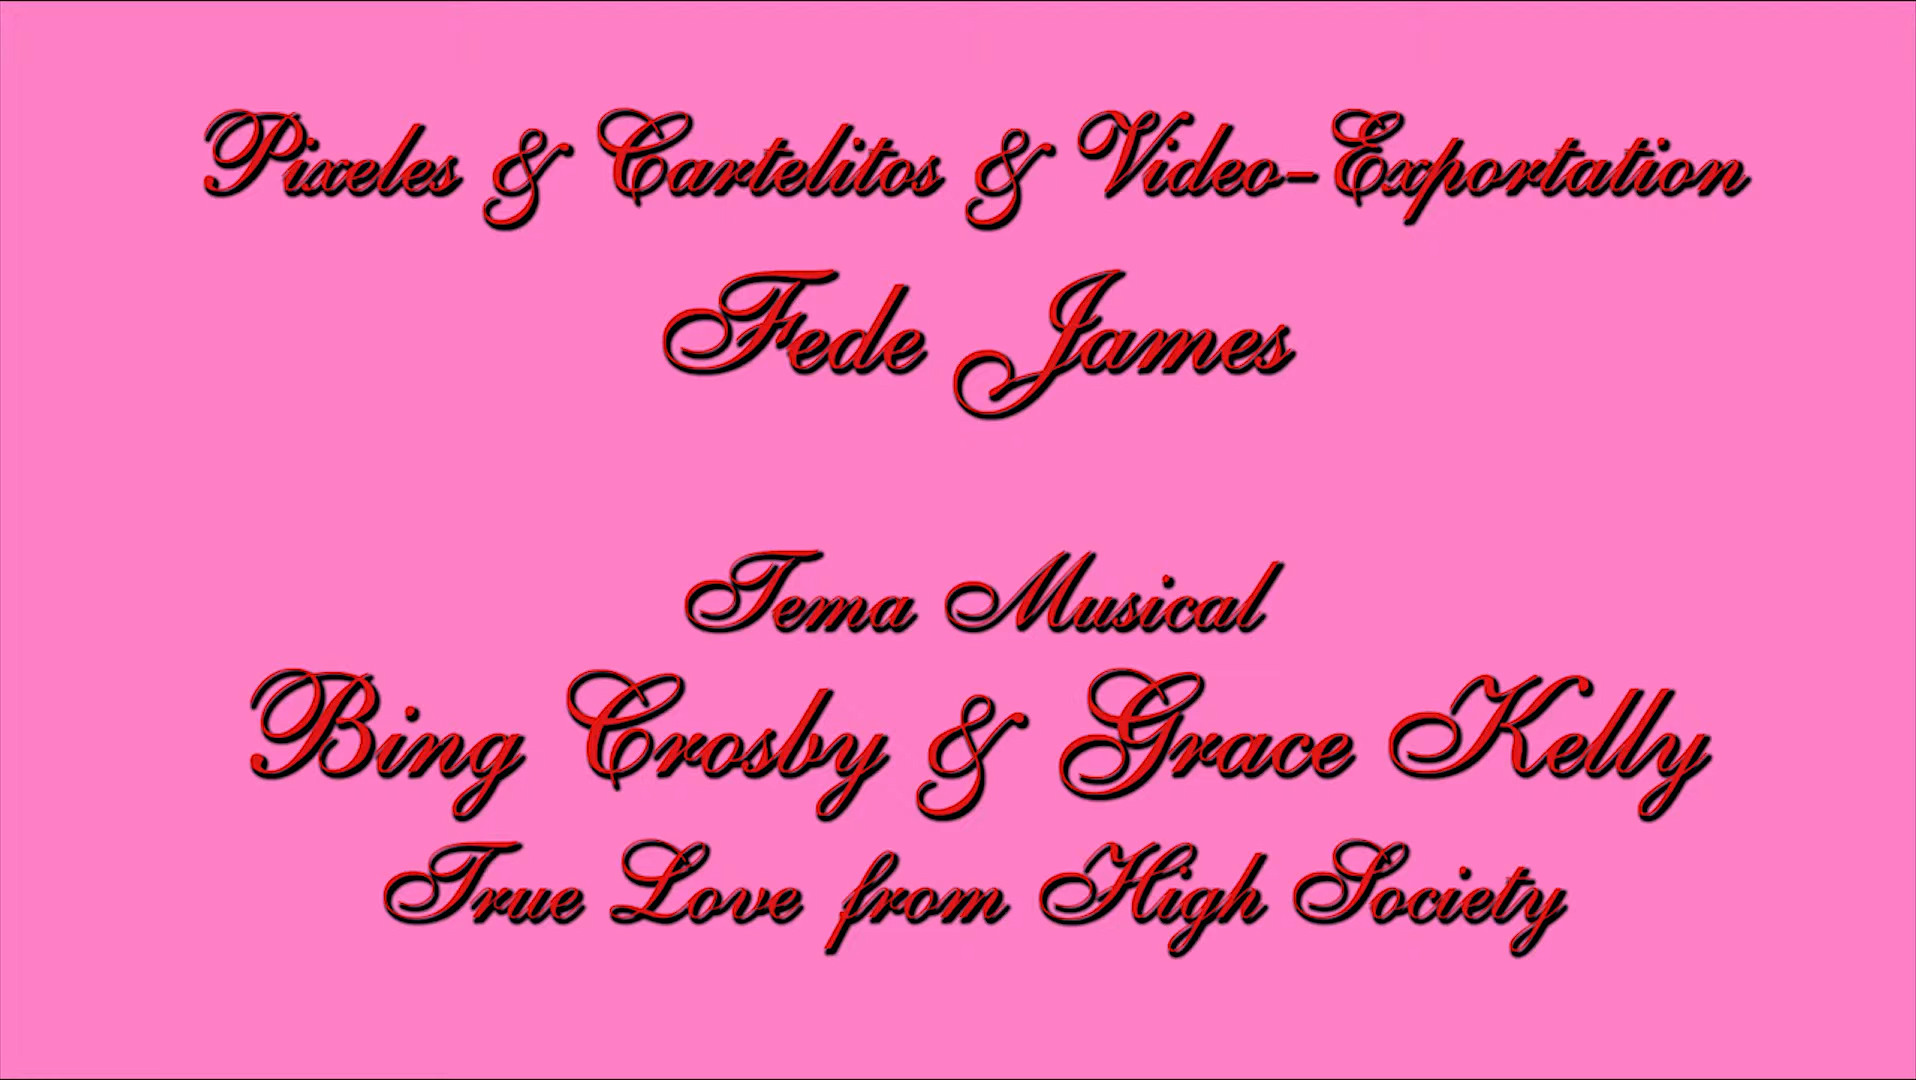 Pixeles & Cartelitos & Video-Exportation
Fede James
Tema Musical
Bing Crosby & Grace Kelly
True Love from High Society